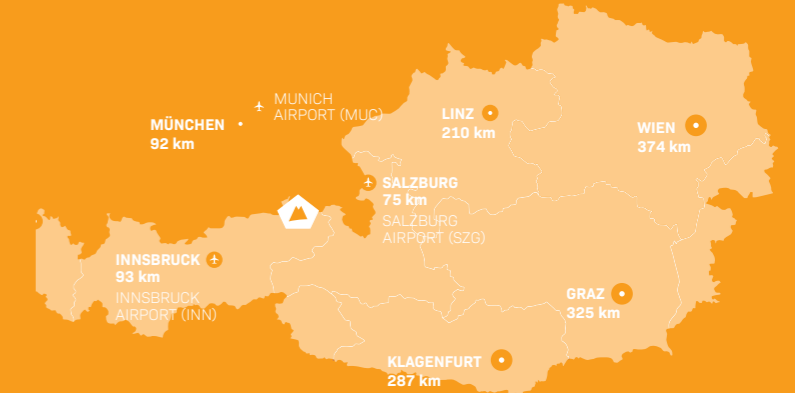 MUNICH
AIRPORT (MUC)
MÜNCHEN
92 km
LINZ
210 km
WIEN
374 km
SALZBURG
75 km
SALZBURG
AIRPORT (SZG)
INNSBRUCK
93 km
INNSBRUCK
AIRPORT (INN)
GRAZ
325 km
KLAGENFURT
287 km